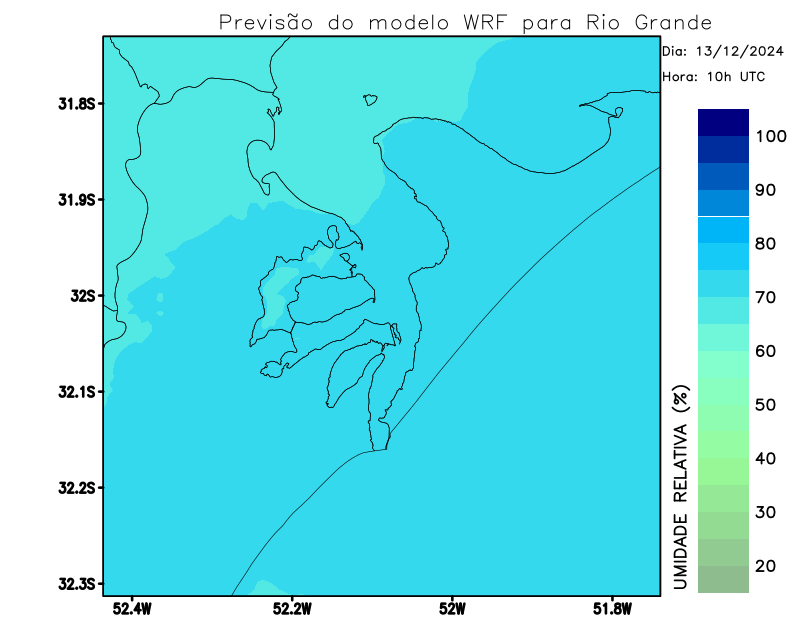 Previsão do modelo WRF para Rio Grande
Dia: 13/12/2024
Hora: 10h UTC
31.8S
31.9S
32S
32.1S
32.2S
32.3S
52.4W
52.2W
52W
51.8W
100
90
80
70
60
50
40
30
20
UMIDADE RELATIVA (%)